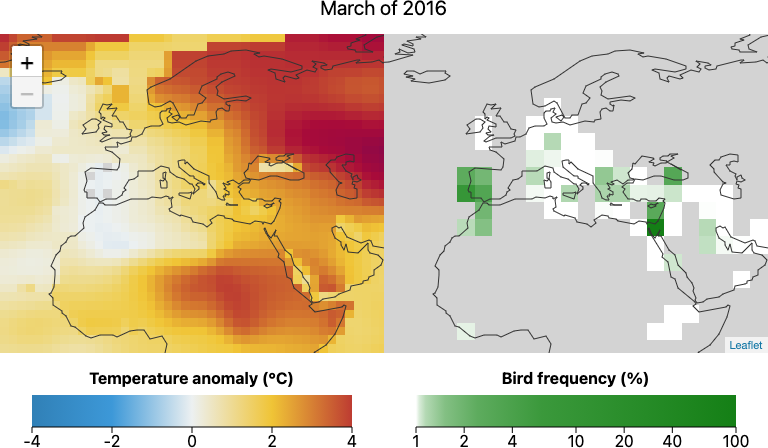 March of 2016
+
−
Leaflet
Temperature anomaly (°C)
Bird frequency (%)
-4 -2 0 2 4
1 2 4 10 20 40 100